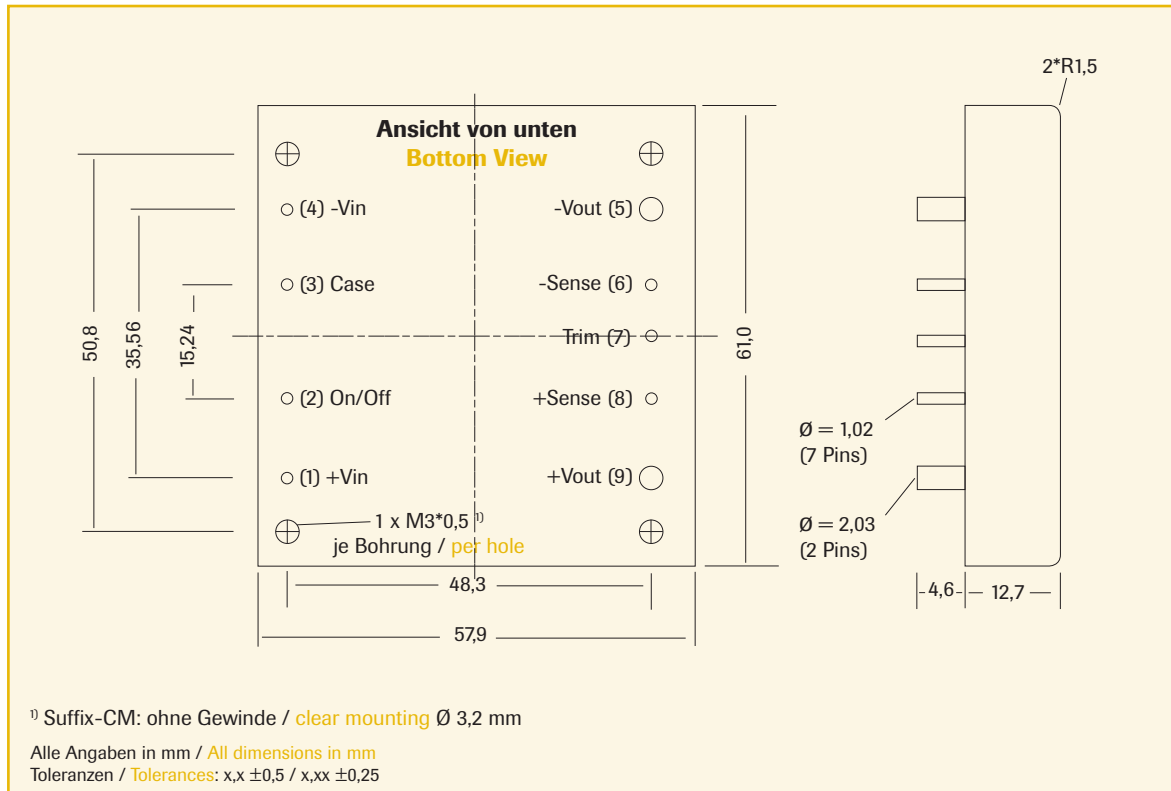 2*R1,5
Ansicht von unten
Bottom View
(4) -Vin
-Vout (5)
(3) Case
-Sense (6)
Trim (7)
50,8
35,56
15,24
61,0
(2) On/Off
+Sense (8)
Ø = 1,02
(7 Pins)
(1) +Vin
+Vout (9)
1 x M3*0,5 ¹⁾
je Bohrung / per hole
Ø = 2,03
(2 Pins)
48,3
4,6
12,7
57,9
¹⁾ Suffix-CM: ohne Gewinde / clear mounting Ø 3,2 mm
Alle Angaben in mm / All dimensions in mm
Toleranzen / Tolerances: x,x ±0,5 / x,xx ±0,25